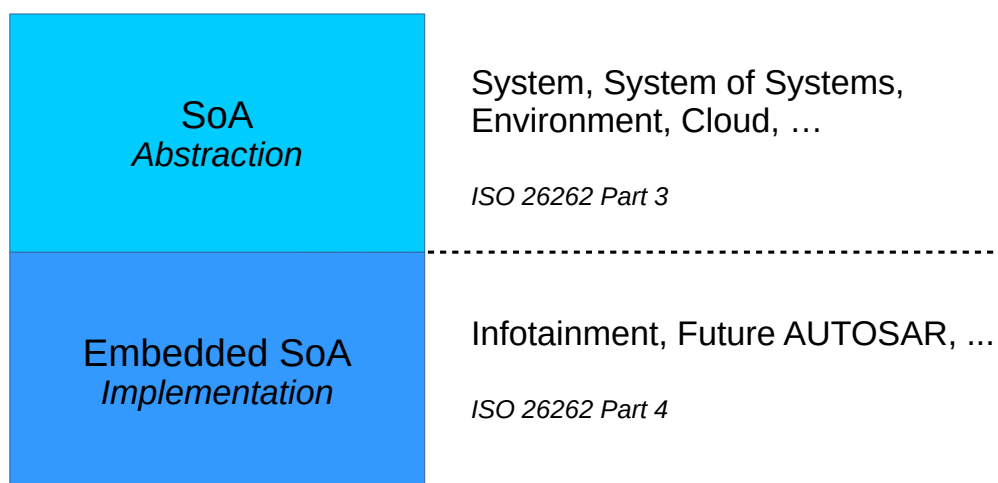 SoA
Abstraction
System, System of Systems,
Environment, Cloud, …
ISO 26262 Part 3
Embedded SoA
Implementation
Infotainment, Future AUTOSAR, ...
ISO 26262 Part 4